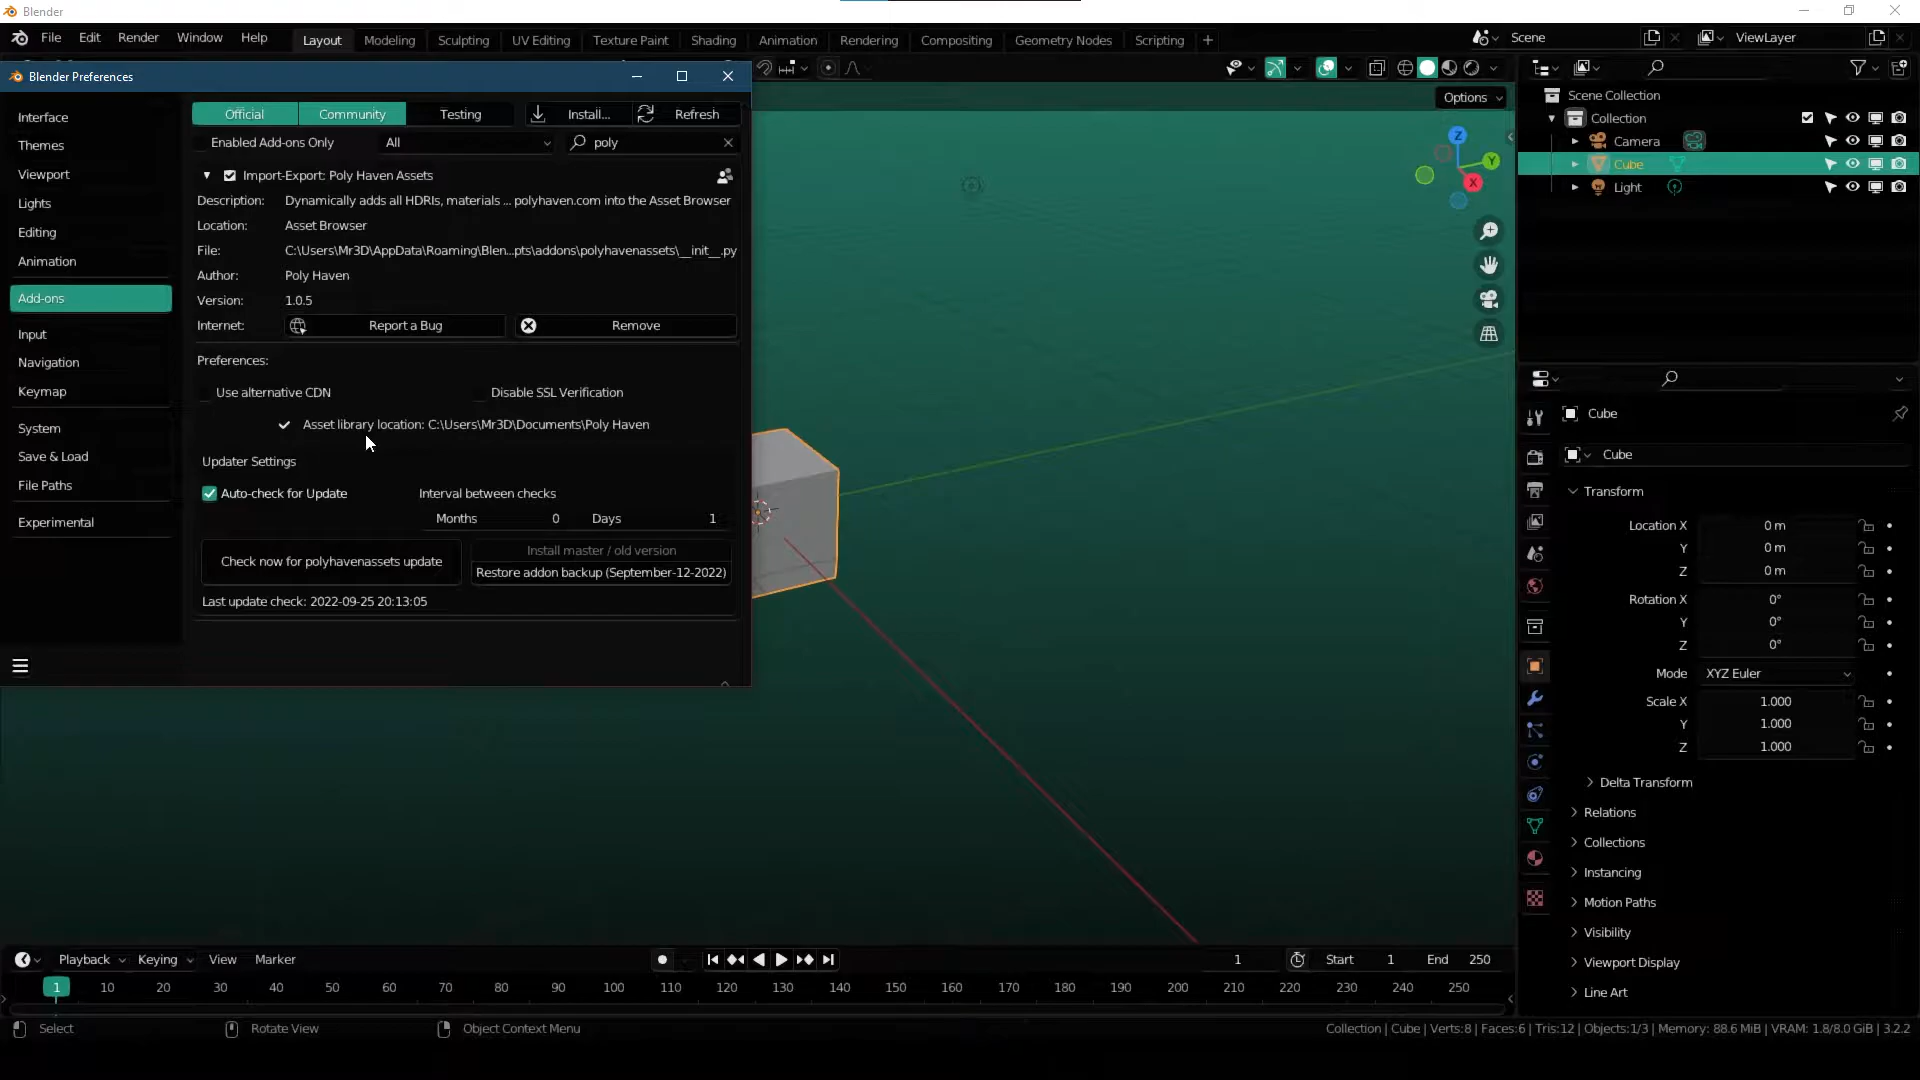 Blender
File Edit Render Window Help Layout Modeling Sculpting UV Editing Texture Paint Shading Animation Rendering Compositing Geometry Nodes Scripting + Scene ViewLayer
Blender Preferences
Options
Interface
Themes
Viewport
Lights
Editing
Animation
Add-ons
Input
Navigation
Keymap
System
Save & Load
File Paths
Experimental
Official Community Testing Install... Refresh
Enabled Add-ons Only All poly
Import-Export: Poly Haven Assets
Description: Dynamically adds all HDRIs, materials ... polyhaven.com into the Asset Browser
Location: Asset Browser
File: C:\Users\Mr3D\AppData\Roaming\Blen...pts\addons\polyhavenassets\__init__.py
Author: Poly Haven
Version: 1.0.5
Internet: Report a Bug Remove
Preferences:
Use alternative CDN Disable SSL Verification
Asset library location: C:\Users\Mr3D\Documents\Poly Haven
Updater Settings
Auto-check for Update Interval between checks
Months 0 Days 1
Check now for polyhavenassets update
Install master / old version
Restore addon backup (September-12-2022)
Last update check: 2022-09-25 20:13:05
Z
Y
X
Scene Collection
Collection
Camera
Cube
Light
Cube
Cube
Transform
Location X 0 m
Y 0 m
Z 0 m
Rotation X 0°
Y 0°
Z 0°
Mode XYZ Euler
Scale X 1.000
Y 1.000
Z 1.000
Delta Transform
Relations
Collections
Instancing
Motion Paths
Visibility
Viewport Display
Line Art
Playback Keying View Marker 1 Start 1 End 250
1 10 20 30 40 50 60 70 80 90 100 110 120 130 140 150 160 170 180 190 200 210 220 230 240 250
Select Rotate View Object Context Menu Collection | Cube | Verts:8 | Faces:6 | Tris:12 | Objects:1/3 | Memory: 88.6 MiB | VRAM: 1.8/8.0 GiB | 3.2.2